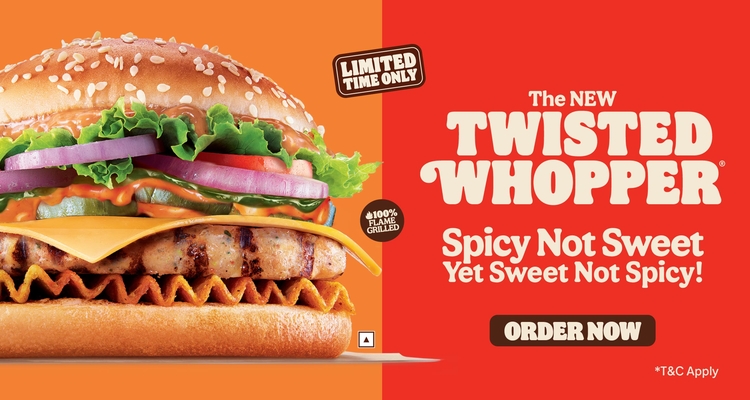 LIMITED
TIME ONLY
100%
FLAME
GRILLED
The NEW
TWISTED
WHOPPER®
Spicy Not Sweet
Yet Sweet Not Spicy!
ORDER NOW
*T&C Apply